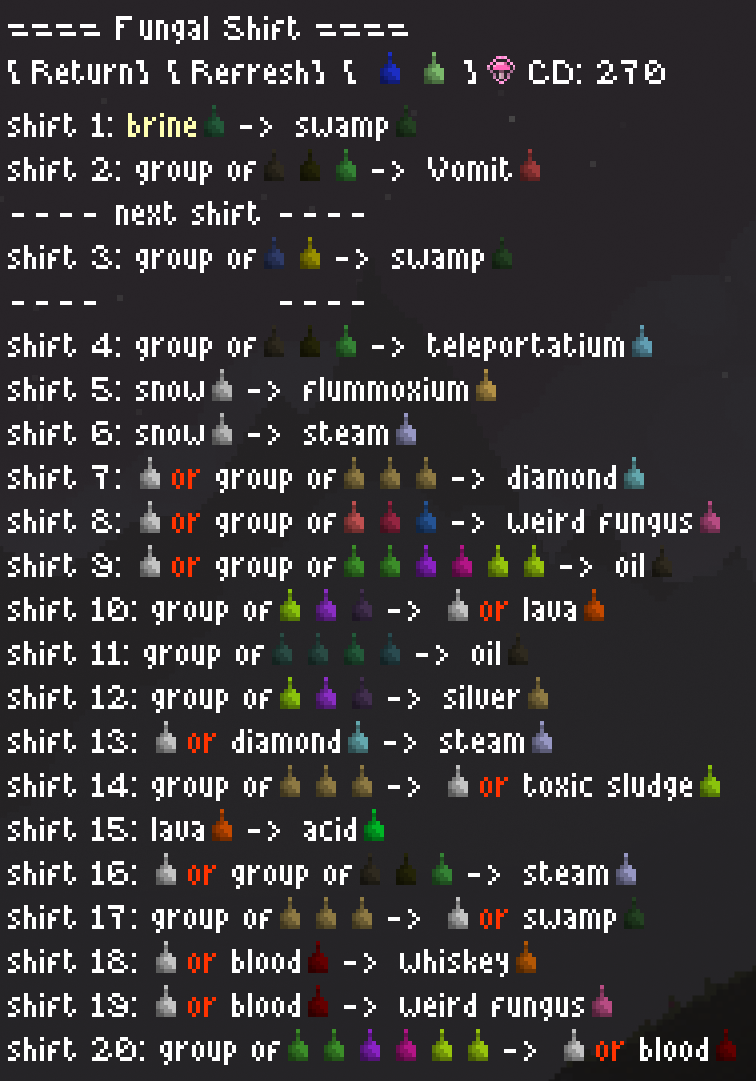 ==== Fungal Shift ====
[Return] [Refresh] [ ] CD: 270
shift 1: brine -> swamp
shift 2: group of -> Vomit
---- next shift ----
shift 3: group of -> swamp
---- ----
shift 4: group of -> teleportatium
shift 5: snow -> flummoxium
shift 6: snow -> steam
shift 7: or group of -> diamond
shift 8: or group of -> weird fungus
shift 9: or group of -> oil
shift 10: group of -> or lava
shift 11: group of -> oil
shift 12: group of -> silver
shift 13: or diamond -> steam
shift 14: group of -> or toxic sludge
shift 15: lava -> acid
shift 16: or group of -> steam
shift 17: group of -> or swamp
shift 18: or blood -> whiskey
shift 19: or blood -> weird fungus
shift 20: group of -> or blood